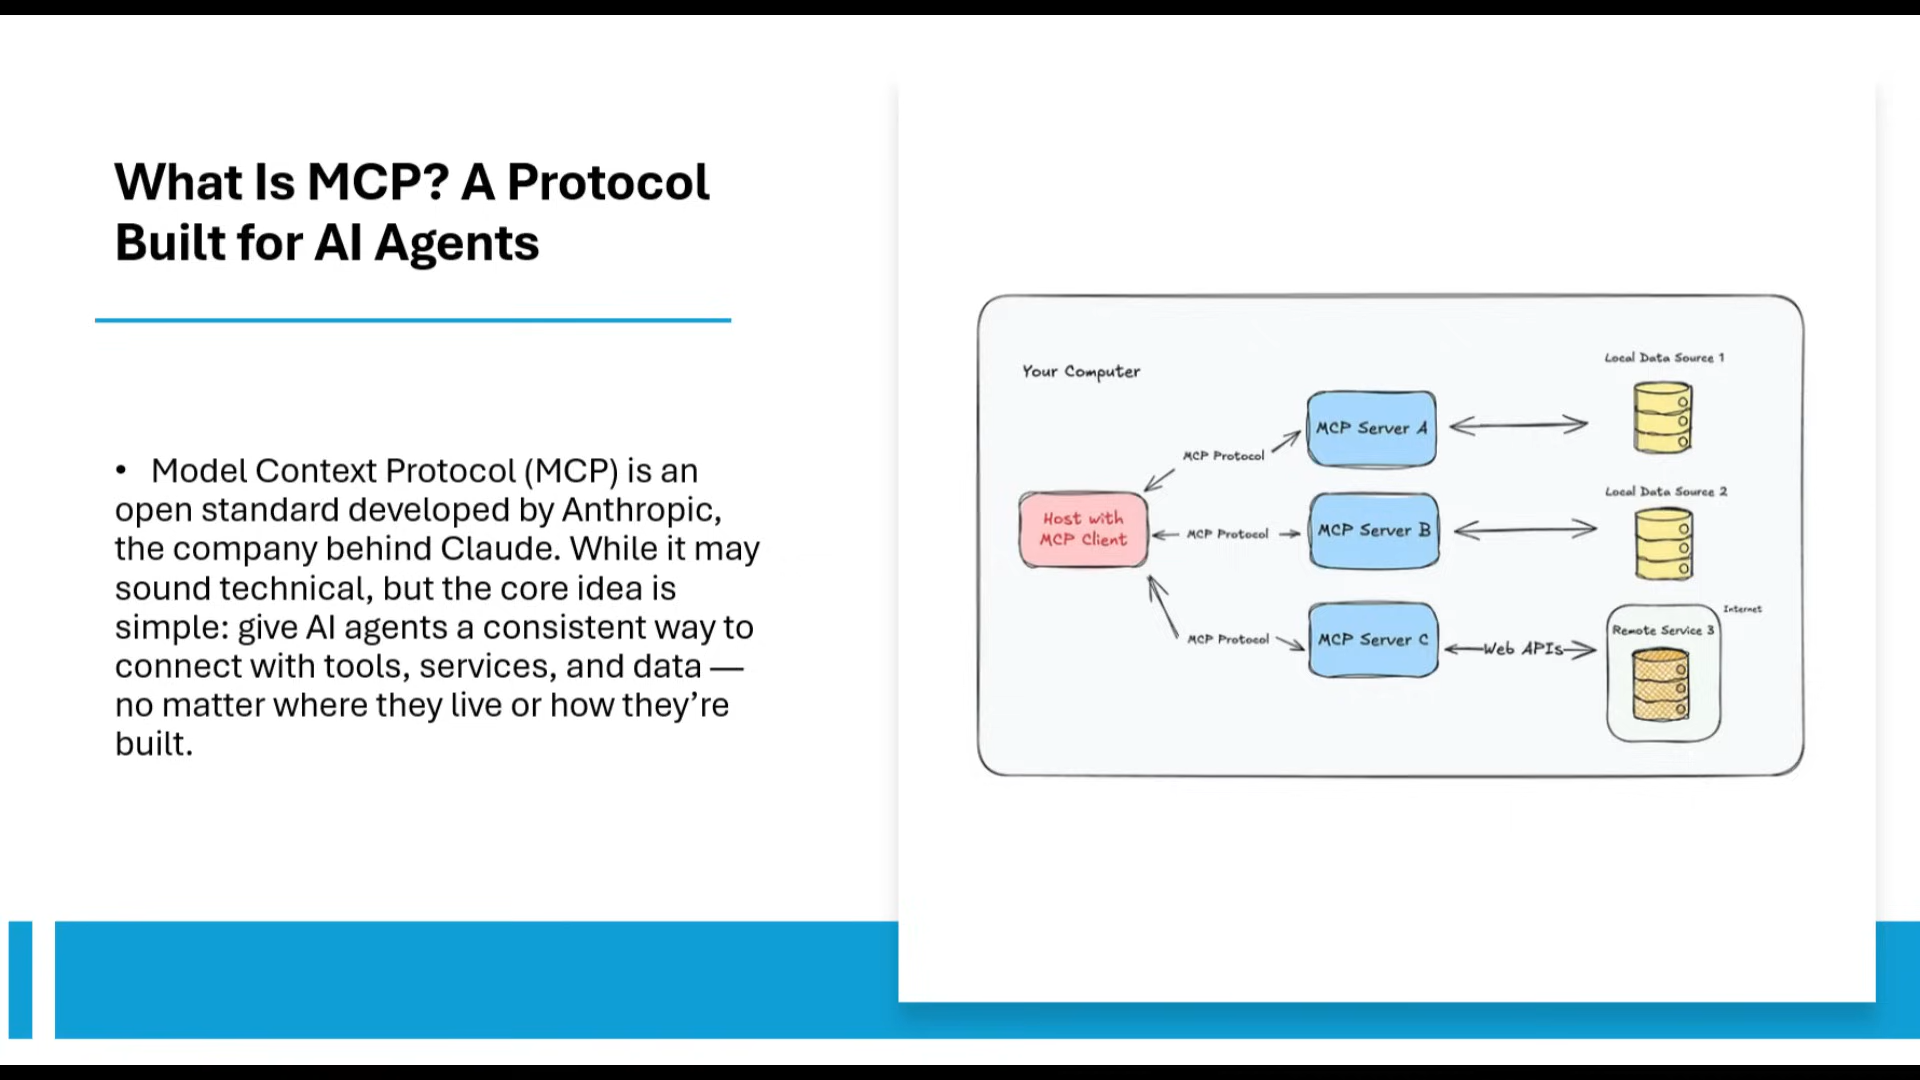 What Is MCP? A Protocol
Built for AI Agents
• Model Context Protocol (MCP) is an
open standard developed by Anthropic,
the company behind Claude. While it may
sound technical, but the core idea is
simple: give AI agents a consistent way to
connect with tools, services, and data —
no matter where they live or how they’re
built.
Your Computer
Host with
MCP Client
MCP Protocol
MCP Server A
Local Data Source 1
MCP Protocol
MCP Server B
Local Data Source 2
MCP Protocol
MCP Server C
Web APIs
Internet
Remote Service 3